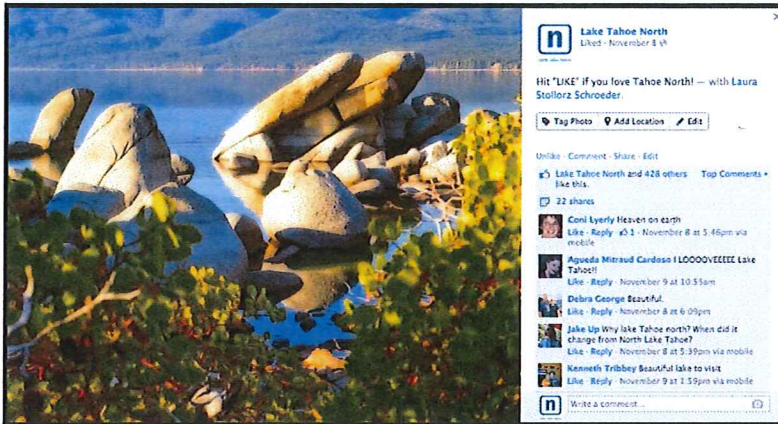 n
Lake Tahoe North
Liked · November 8
Hit "LIKE" if you love Tahoe North! — with Laura
Stollorz Schroeder.
Tag Photo
Add Location
Edit
Unlike · Comment · Share · Edit
Lake Tahoe North and 428 others
Top Comments
like this.
22 shares
Coni Lyerly Heaven on earth
Like · Reply · 1 · November 8 at 5:46pm via
mobile
Agueda Mitraud Cardoso I LOOOOVEEEEE Lake
Tahoe!!
Like · Reply · November 9 at 10:55am
Debra George Beautiful.
Like · Reply · November 8 at 6:09pm
Jake Up Why lake Tahoe north? When did it
change from North Lake Tahoe?
Like · Reply · November 8 at 5:39pm via mobile
Kenneth Tribbey Beautiful lake to visit
Like · Reply · November 9 at 1:59pm via mobile
n
Write a comment...